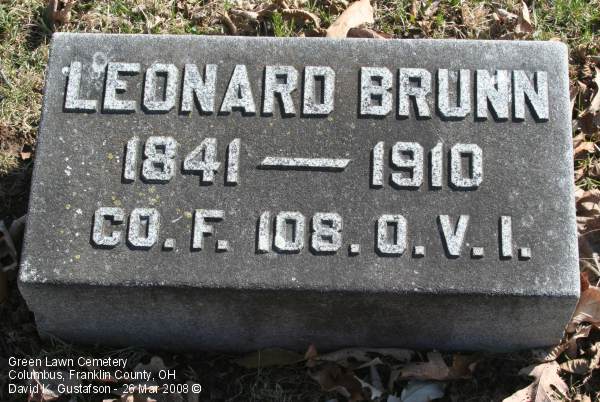 LEONARD BRUNN
1841 — 1910
CO. F. 108. O. V. I.
Green Lawn Cemetery
Columbus, Franklin County, OH
David K. Gustafson - 26 Mar 2008 ©